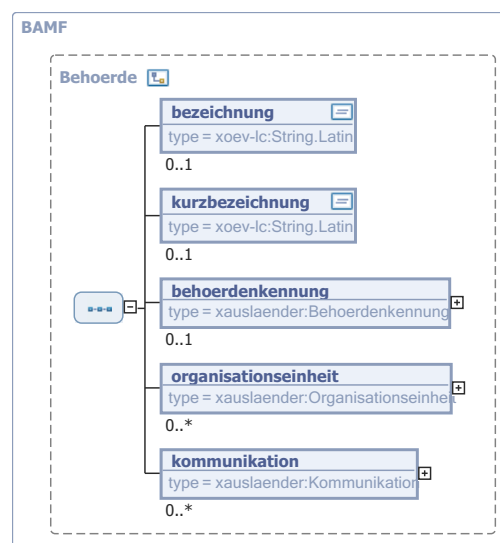 BAMF
Behoerde
bezeichnung
type = xoev-lc:String.Latin
0..1
kurzbezeichnung
type = xoev-lc:String.Latin
0..1
behoerdenkennung
type = xauslaender:Behoerdenkennung
0..1
organisationseinheit
type = xauslaender:Organisationseinheit
0..*
kommunikation
type = xauslaender:Kommunikation
0..*